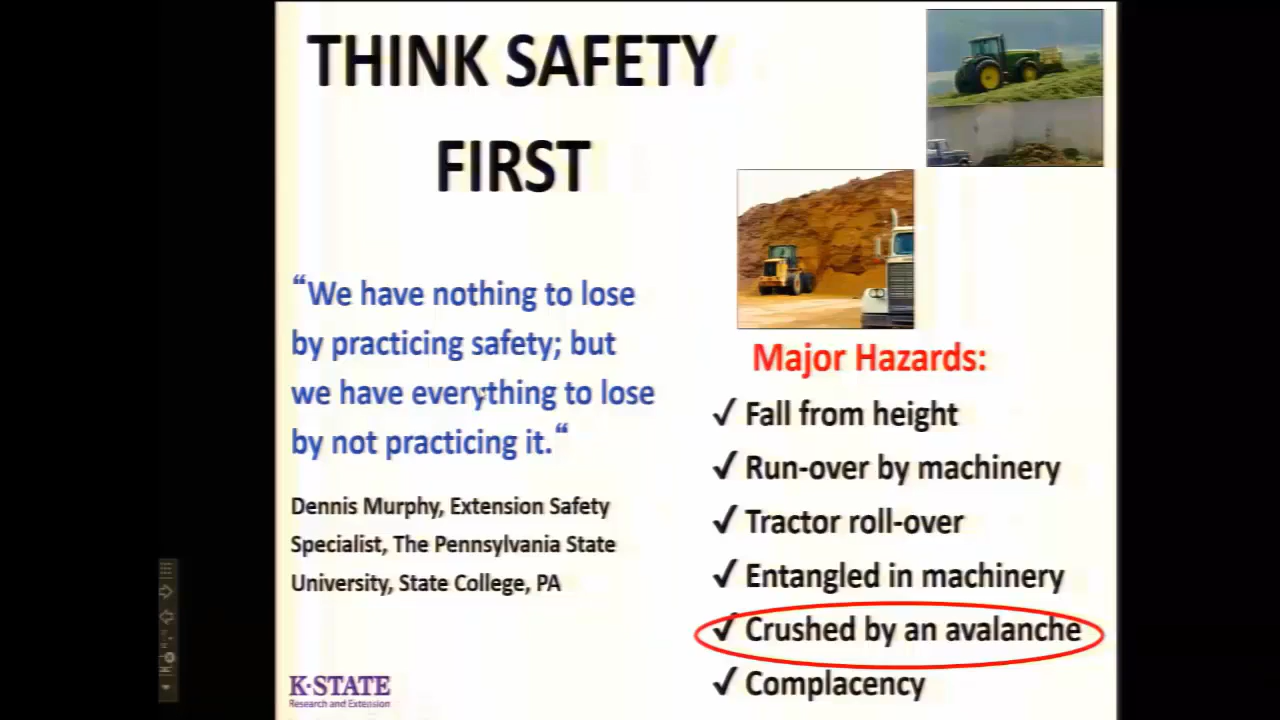 THINK SAFETY
FIRST
“We have nothing to lose
by practicing safety; but
we have everything to lose
by not practicing it.“
Dennis Murphy, Extension Safety
Specialist, The Pennsylvania State
University, State College, PA
K·STATE
Research and Extension
Major Hazards:
✓ Fall from height
✓ Run-over by machinery
✓ Tractor roll-over
✓ Entangled in machinery
✓ Crushed by an avalanche
✓ Complacency